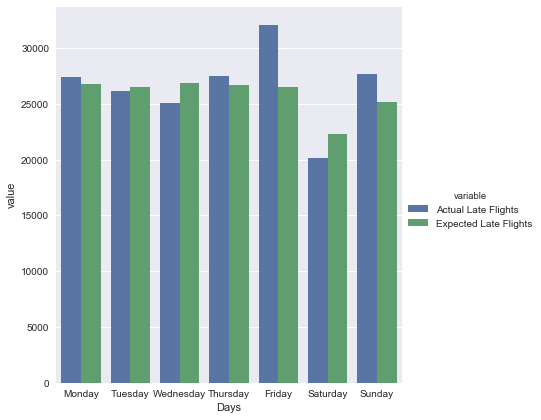 30000
25000
20000
15000
10000
5000
0
value
Monday Tuesday Wednesday Thursday Friday Saturday Sunday
Days
variable
Actual Late Flights
Expected Late Flights